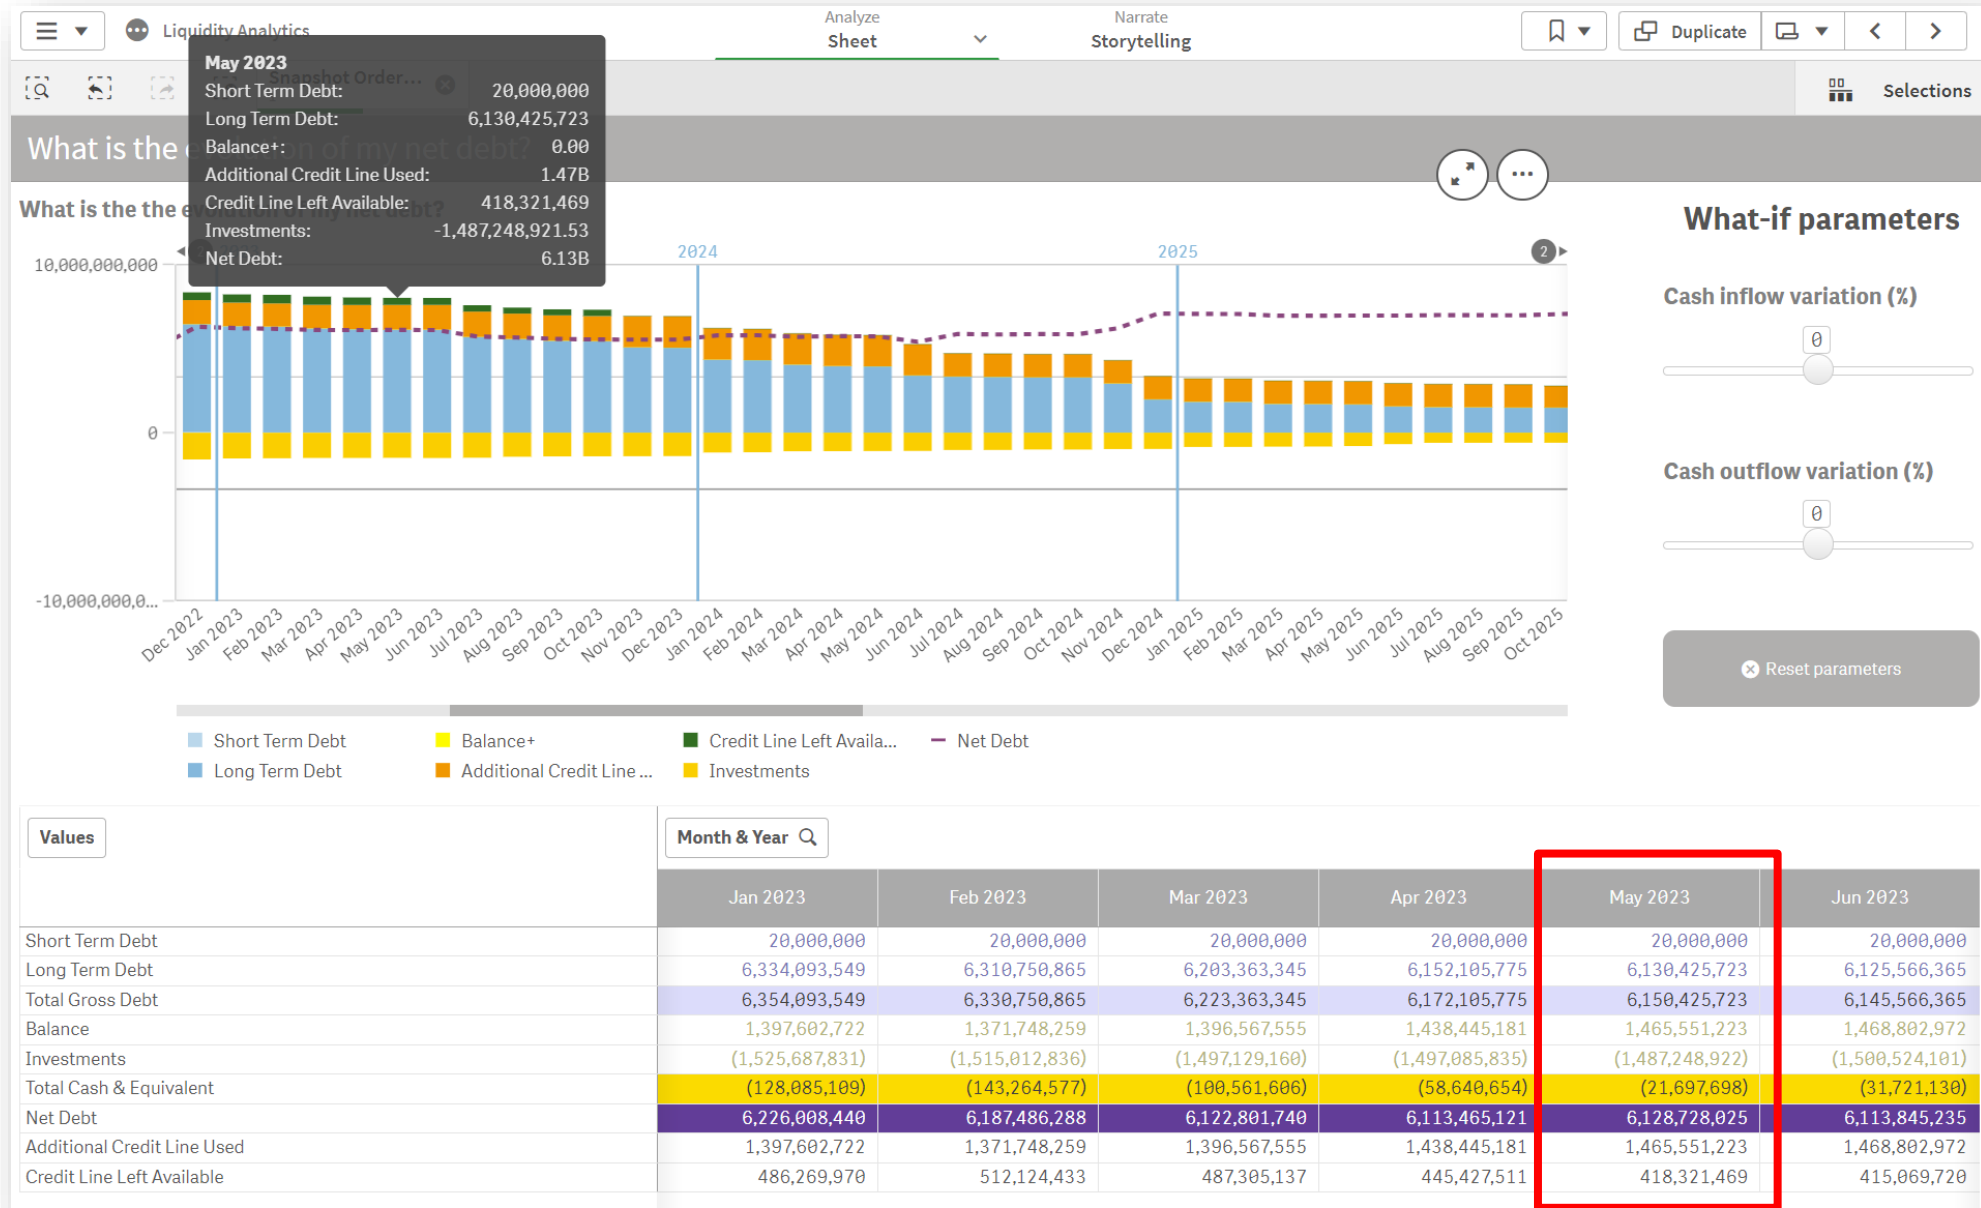 Liquidity Analytics
Analyze
Sheet
Narrate
Storytelling
Duplicate
Snapshot Order...
Selections
What is the evolution of my net debt?
What is the the evolution of my net debt?
May 2023
Short Term Debt: 20,000,000
Long Term Debt: 6,130,425,723
Balance+: 0.00
Additional Credit Line Used: 1.47B
Credit Line Left Available: 418,321,469
Investments: -1,487,248,921.53
Net Debt: 6.13B
2024
2025
2
10,000,000,000
0
-10,000,000,0...
Dec 2022 Jan 2023 Feb 2023 Mar 2023 Apr 2023 May 2023 Jun 2023 Jul 2023 Aug 2023 Sep 2023 Oct 2023 Nov 2023 Dec 2023 Jan 2024 Feb 2024 Mar 2024 Apr 2024 May 2024 Jun 2024 Jul 2024 Aug 2024 Sep 2024 Oct 2024 Nov 2024 Dec 2024 Jan 2025 Feb 2025 Mar 2025 Apr 2025 May 2025 Jun 2025 Jul 2025 Aug 2025 Sep 2025 Oct 2025
Short Term Debt Balance+ Credit Line Left Availa... Net Debt
Long Term Debt Additional Credit Line ... Investments
What-if parameters
Cash inflow variation (%)
0
Cash outflow variation (%)
0
Reset parameters
Values Month & Year
Jan 2023 Feb 2023 Mar 2023 Apr 2023 May 2023 Jun 2023
Short Term Debt 20,000,000 20,000,000 20,000,000 20,000,000 20,000,000 20,000,000
Long Term Debt 6,334,093,549 6,310,750,865 6,203,363,345 6,152,105,775 6,130,425,723 6,125,566,365
Total Gross Debt 6,354,093,549 6,330,750,865 6,223,363,345 6,172,105,775 6,150,425,723 6,145,566,365
Balance 1,397,602,722 1,371,748,259 1,396,567,555 1,438,445,181 1,465,551,223 1,468,802,972
Investments (1,525,687,831) (1,515,012,836) (1,497,129,160) (1,497,085,835) (1,487,248,922) (1,500,524,101)
Total Cash & Equivalent (128,085,109) (143,264,577) (100,561,606) (58,640,654) (21,697,698) (31,721,130)
Net Debt 6,226,008,440 6,187,486,288 6,122,801,740 6,113,465,121 6,128,728,025 6,113,845,235
Additional Credit Line Used 1,397,602,722 1,371,748,259 1,396,567,555 1,438,445,181 1,465,551,223 1,468,802,972
Credit Line Left Available 486,269,970 512,124,433 487,305,137 445,427,511 418,321,469 415,069,720